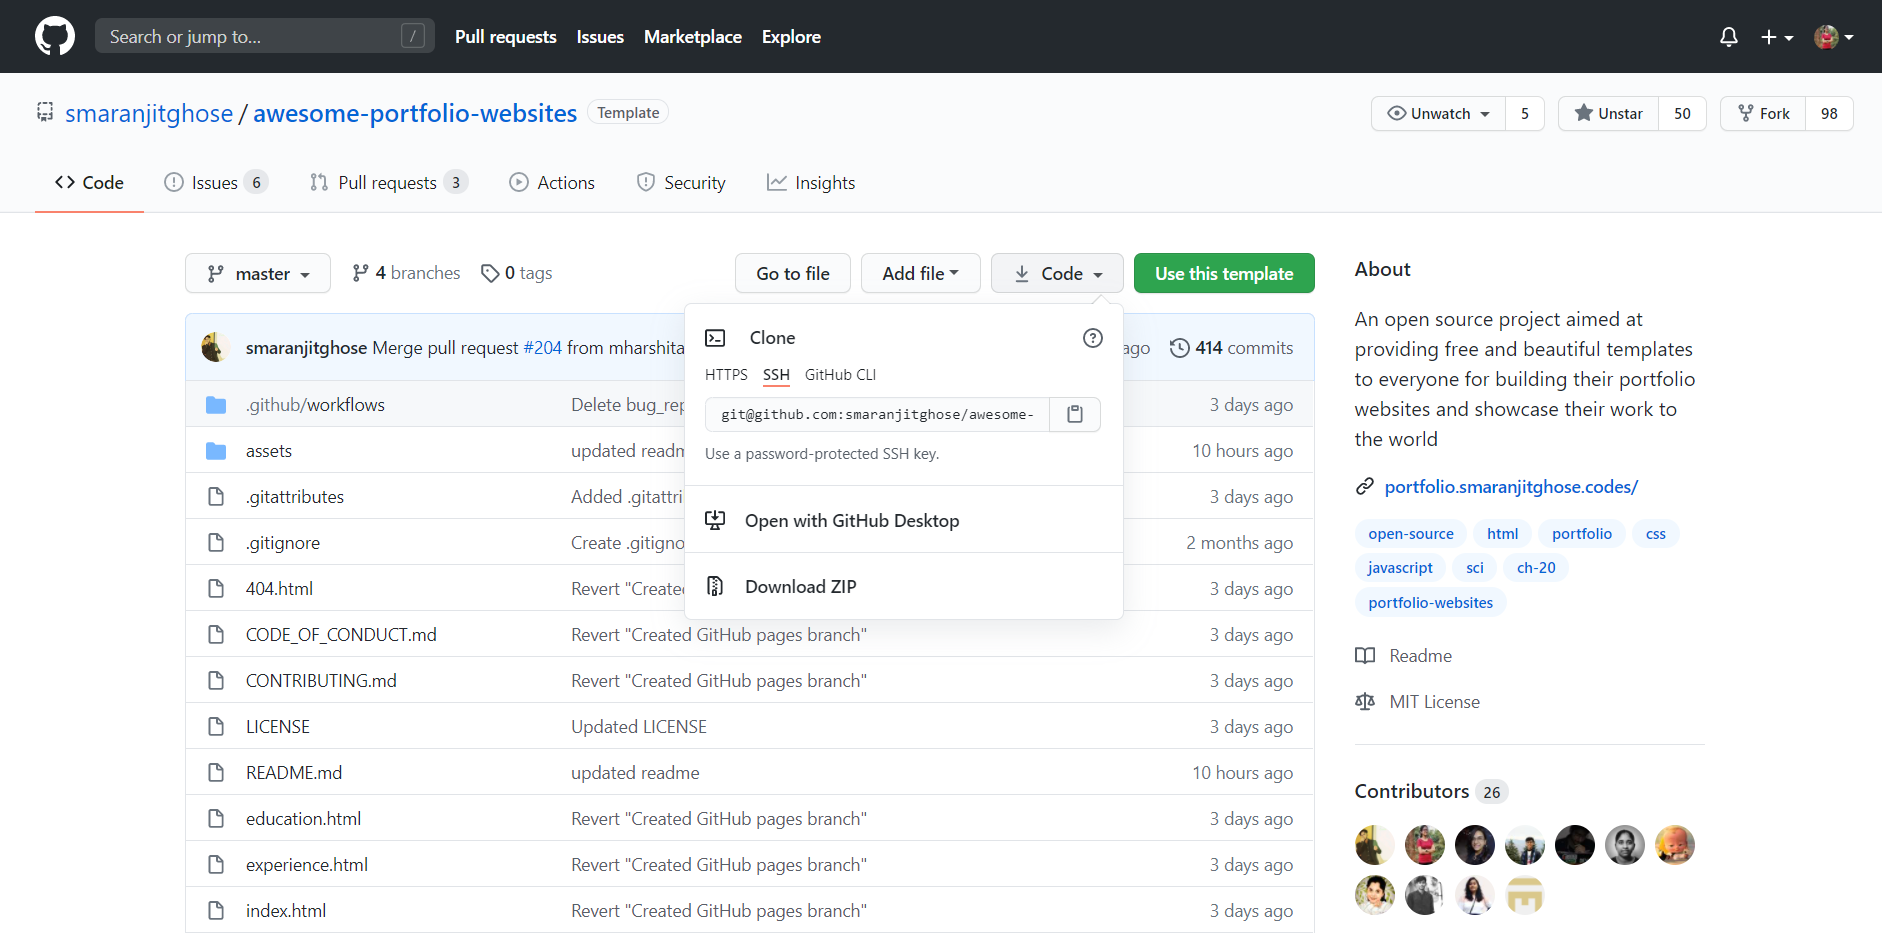 Search or jump to... /
Pull requests Issues Marketplace Explore
smaranjitghose / awesome-portfolio-websites Template
Unwatch 5 Unstar 50 Fork 98
Code Issues 6 Pull requests 3 Actions Security Insights
master 4 branches 0 tags Go to file Add file Code Use this template
smaranjitghose Merge pull request #204 from mharshita ago 414 commits
Clone
HTTPS SSH GitHub CLI
git@github.com:smaranjitghose/awesome-
Use a password-protected SSH key.
Open with GitHub Desktop
Download ZIP
.github/workflows Delete bug_rep 3 days ago
assets updated readm 10 hours ago
.gitattributes Added .gitattri 3 days ago
.gitignore Create .gitigno 2 months ago
404.html Revert "Create 3 days ago
CODE_OF_CONDUCT.md Revert "Created GitHub pages branch" 3 days ago
CONTRIBUTING.md Revert "Created GitHub pages branch" 3 days ago
LICENSE Updated LICENSE 3 days ago
README.md updated readme 10 hours ago
education.html Revert "Created GitHub pages branch" 3 days ago
experience.html Revert "Created GitHub pages branch" 3 days ago
index.html Revert "Created GitHub pages branch" 3 days ago
About
An open source project aimed at
providing free and beautiful templates
to everyone for building their portfolio
websites and showcase their work to
the world
portfolio.smaranjitghose.codes/
open-source html portfolio css
javascript sci ch-20
portfolio-websites
Readme
MIT License
Contributors 26